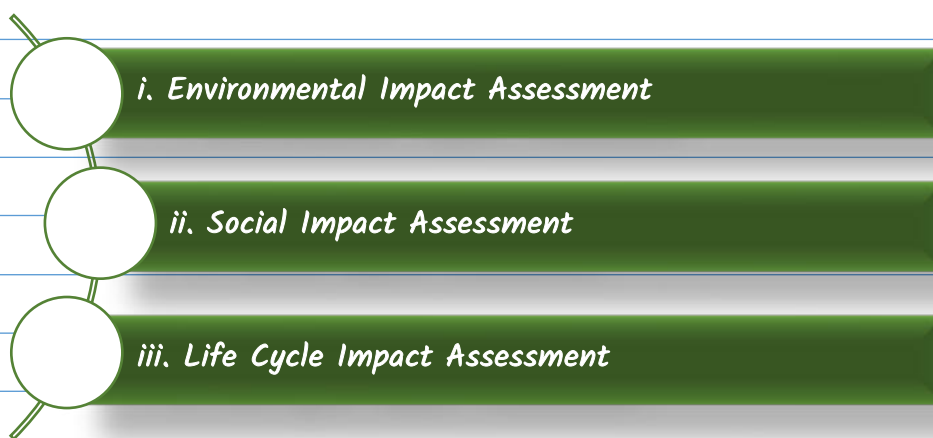 i. Environmental Impact Assessment
ii. Social Impact Assessment
iii. Life Cycle Impact Assessment